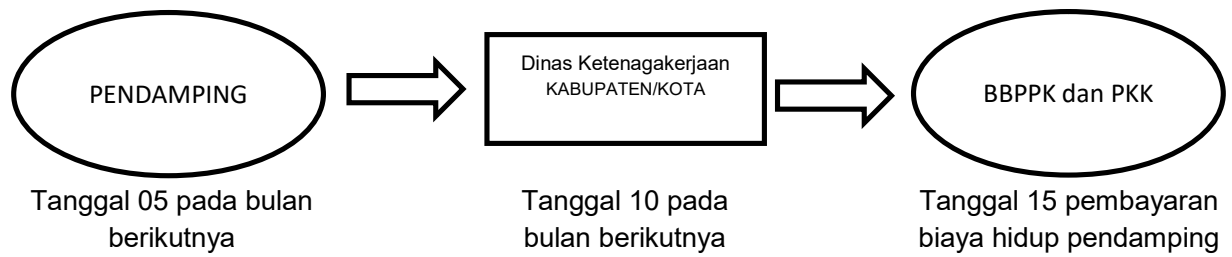 PENDAMPING
Dinas Ketenagakerjaan
KABUPATEN/KOTA
BBPPK dan PKK
Tanggal 05 pada bulan
berikutnya
Tanggal 10 pada
bulan berikutnya
Tanggal 15 pembayaran
biaya hidup pendamping